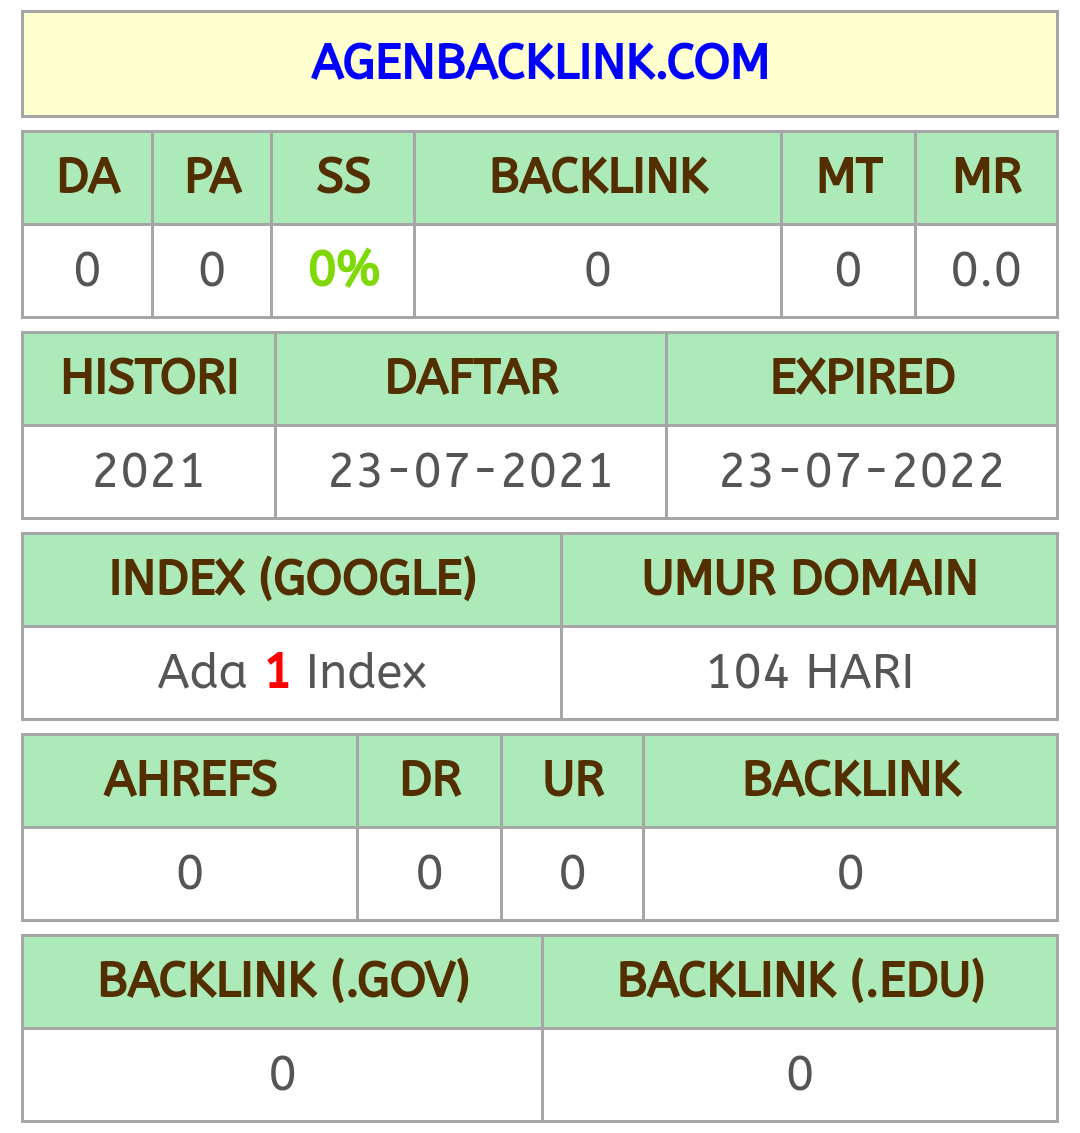 AGENBACKLINK.COM
DA PA SS BACKLINK MT MR
0 0 0% 0 0 0.0
HISTORI DAFTAR EXPIRED
2021 23-07-2021 23-07-2022
INDEX (GOOGLE) UMUR DOMAIN
Ada 1 Index 104 HARI
AHREFS DR UR BACKLINK
0 0 0 0
BACKLINK (.GOV) BACKLINK (.EDU)
0 0